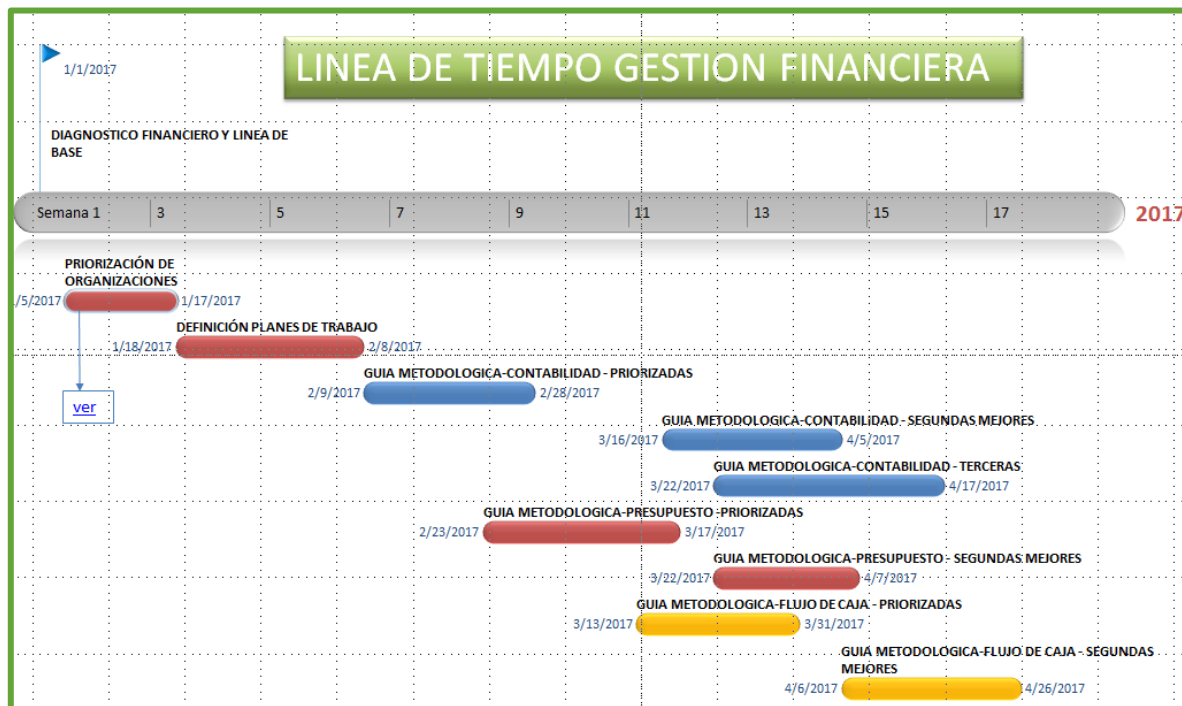 LINEA DE TIEMPO GESTION FINANCIERA
1/1/2017
DIAGNOSTICO FINANCIERO Y LINEA DE
BASE
Semana 1 3 5 7 9 11 13 15 17 2017
PRIORIZACIÓN DE
ORGANIZACIONES
/5/2017 1/17/2017
DEFINICIÓN PLANES DE TRABAJO
1/18/2017 2/8/2017
GUIA METODOLOGICA-CONTABILIDAD - PRIORIZADAS
2/9/2017 2/28/2017
ver
GUIA METODOLOGICA-CONTABILIDAD - SEGUNDAS MEJORES
3/16/2017 4/5/2017
GUIA METODOLOGICA-CONTABILIDAD - TERCERAS
3/22/2017 4/17/2017
GUIA METODOLOGICA-PRESUPUESTO -PRIORIZADAS
2/23/2017 3/17/2017
GUIA METODOLOGICA-PRESUPUESTO - SEGUNDAS MEJORES
3/22/2017 4/7/2017
GUIA METODOLOGICA-FLUJO DE CAJA - PRIORIZADAS
3/13/2017 3/31/2017
GUIA METODOLOGICA-FLUJO DE CAJA - SEGUNDAS
MEJORES
4/6/2017 4/26/2017